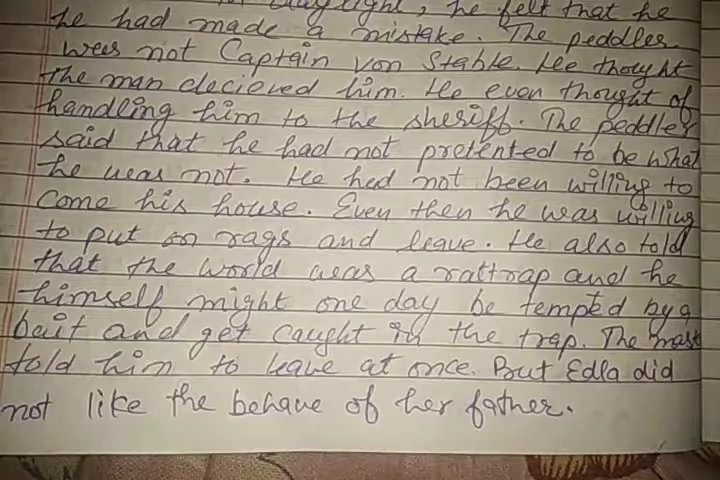 daylight, he felt that he
he had made a mistake. The peddler
was not Captain Von Stahle. He thought
the man decieved him. He even thought of
handling him to the sheriff. The peddler
said that he had not pretented to be what
he was not. He had not been willing to
come his house. Even then he was willing
to put on rags and leave. He also told
that the world was a rattrap and he
himself might one day be tempted by a
bait and get caught in the trap. The mast
told him to leave at once. But Edla did
not like the behave of her father.